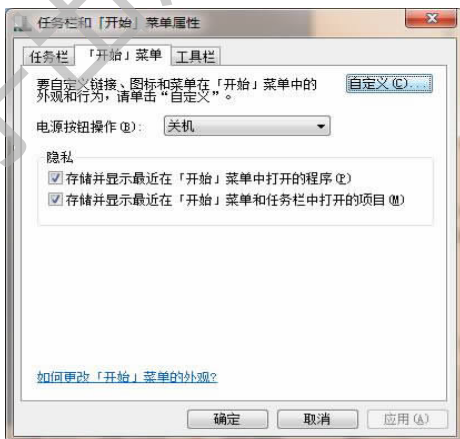 任务栏和「开始」菜单属性
任务栏 「开始」菜单 工具栏
要自定义链接、图标和菜单在「开始」菜单中的 自定义(C)...
外观和行为，请单击“自定义”。
电源按钮操作(B): 关机
隐私
存储并显示最近在「开始」菜单中打开的程序(P)
存储并显示最近在「开始」菜单和任务栏中打开的项目(M)
如何更改「开始」菜单的外观?
确定 取消 应用(A)